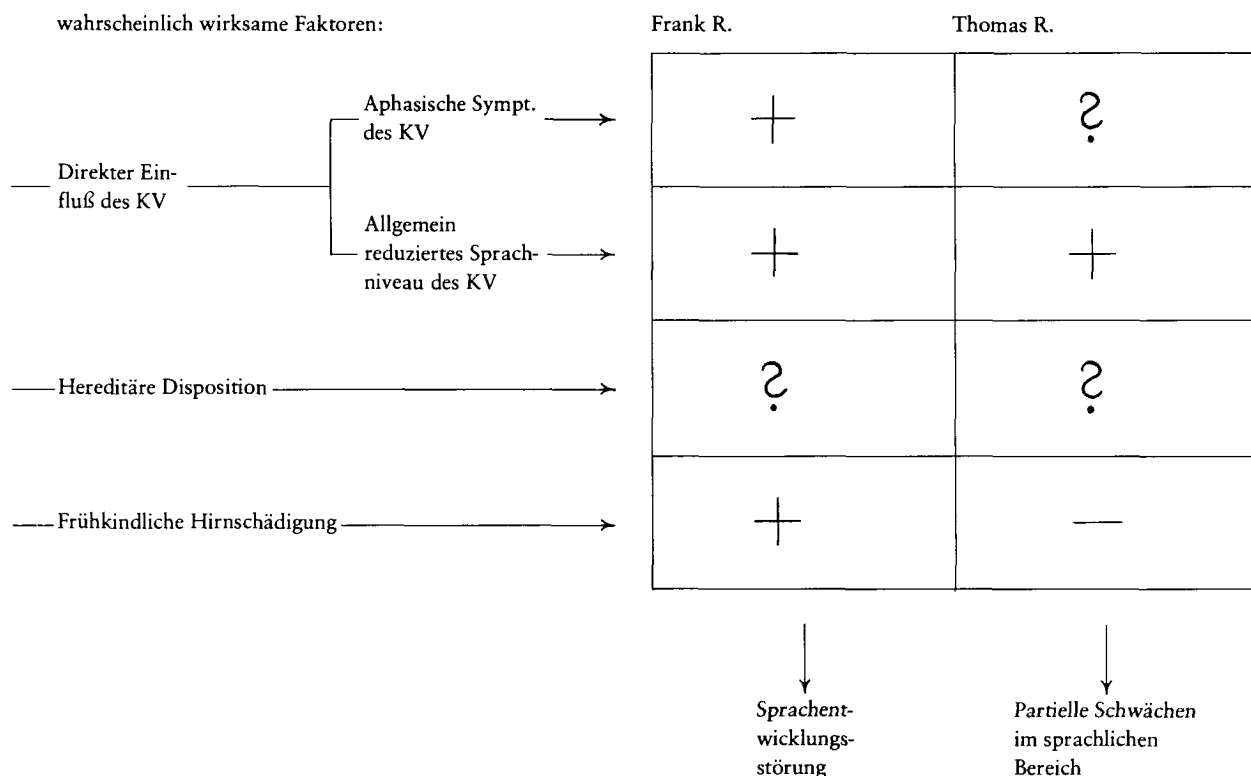 wahrscheinlich wirksame Faktoren:
Frank R.
Thomas R.
Direkter Ein-
fluß des KV
Aphasische Sympt.
des KV
+
?
Allgemein
reduziertes Sprach-
niveau des KV
+
+
Hereditäre Disposition
?
?
Frühkindliche Hirnschädigung
+
—
Sprachent-
wicklungs-
störung
Partielle Schwächen
im sprachlichen
Bereich